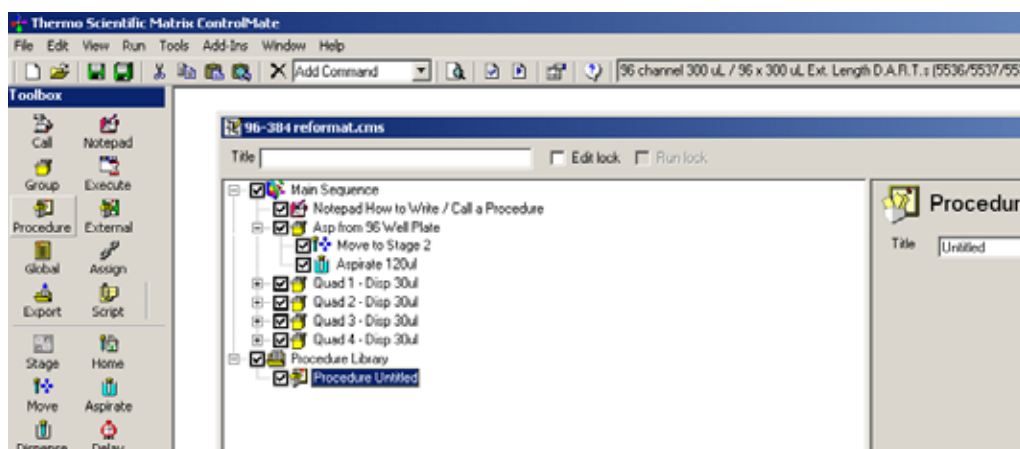 Thermo Scientific Matrix ControlMate
File Edit View Run Tools Add-Ins Window Help
Add Command 96 channel 300 uL / 96 x 300 uL Ext. Length D.A.R.T.s (5536/5537/55
Toolbox
Call Notepad
Group Execute
Procedure External
Global Assign
Export Script
Stage Home
Move Aspirate
Dispense Delay
96-384 reformat.cms
Title Edit lock Run lock
Main Sequence
Notepad How to Write / Call a Procedure
Asp from 96 Well Plate
Move to Stage 2
Aspirate 120ul
Quad 1 - Disp 30ul
Quad 2 - Disp 30ul
Quad 3 - Disp 30ul
Quad 4 - Disp 30ul
Procedure Library
Procedure Untitled
Procedur
Title Untitled